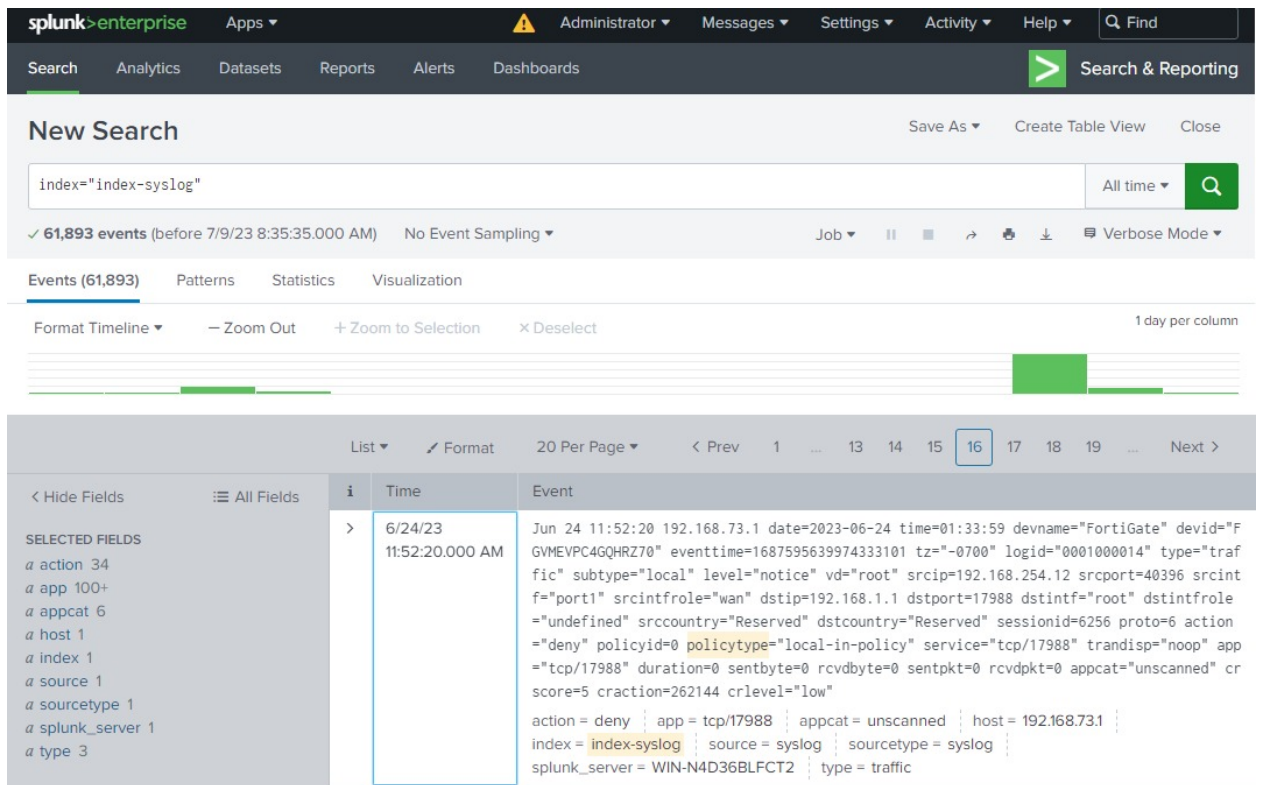 splunk>enterprise Apps ▾ Administrator ▾ Messages ▾ Settings ▾ Activity ▾ Help ▾ Find
Search Analytics Datasets Reports Alerts Dashboards > Search & Reporting
New Search Save As ▾ Create Table View Close
index="index-syslog" All time ▾
✓ 61,893 events (before 7/9/23 8:35:35.000 AM) No Event Sampling ▾ Job ▾ Verbose Mode ▾
Events (61,893) Patterns Statistics Visualization
Format Timeline ▾ — Zoom Out + Zoom to Selection × Deselect 1 day per column
List ▾ Format 20 Per Page ▾ < Prev 1 ... 13 14 15 16 17 18 19 ... Next >
< Hide Fields All Fields i Time Event
SELECTED FIELDS
a action 34
a app 100+
a appcat 6
a host 1
a index 1
a source 1
a sourcetype 1
a splunk_server 1
a type 3
> 6/24/23
11:52:20.000 AM
Jun 24 11:52:20 192.168.73.1 date=2023-06-24 time=01:33:59 devname="FortiGate" devid="F
GVMEVPC4GQHRZ70" eventtime=1687595639974333101 tz="-0700" logid="0001000014" type="traf
fic" subtype="local" level="notice" vd="root" srcip=192.168.254.12 srcport=40396 srcint
f="port1" srcintfrole="wan" dstip=192.168.1.1 dstport=17988 dstintf="root" dstintfrole
="undefined" srccountry="Reserved" dstcountry="Reserved" sessionid=6256 proto=6 action
="deny" policyid=0 policytype="local-in-policy" service="tcp/17988" trandisp="noop" app
="tcp/17988" duration=0 sentbyte=0 rcvdbyte=0 sentpkt=0 rcvdpkt=0 appcat="unscanned" cr
score=5 craction=262144 crlevel="low"
action = deny app = tcp/17988 appcat = unscanned host = 192.168.73.1
index = index-syslog source = syslog sourcetype = syslog
splunk_server = WIN-N4D36BLFCT2 type = traffic